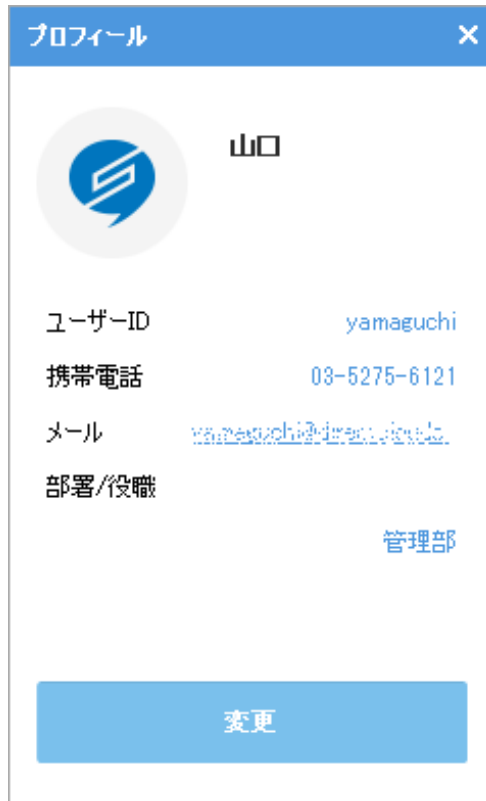 プロフィール ×
山口
ユーザーID yamaguchi
携帯電話 03-5275-6121
メール
部署/役職
管理部
変更